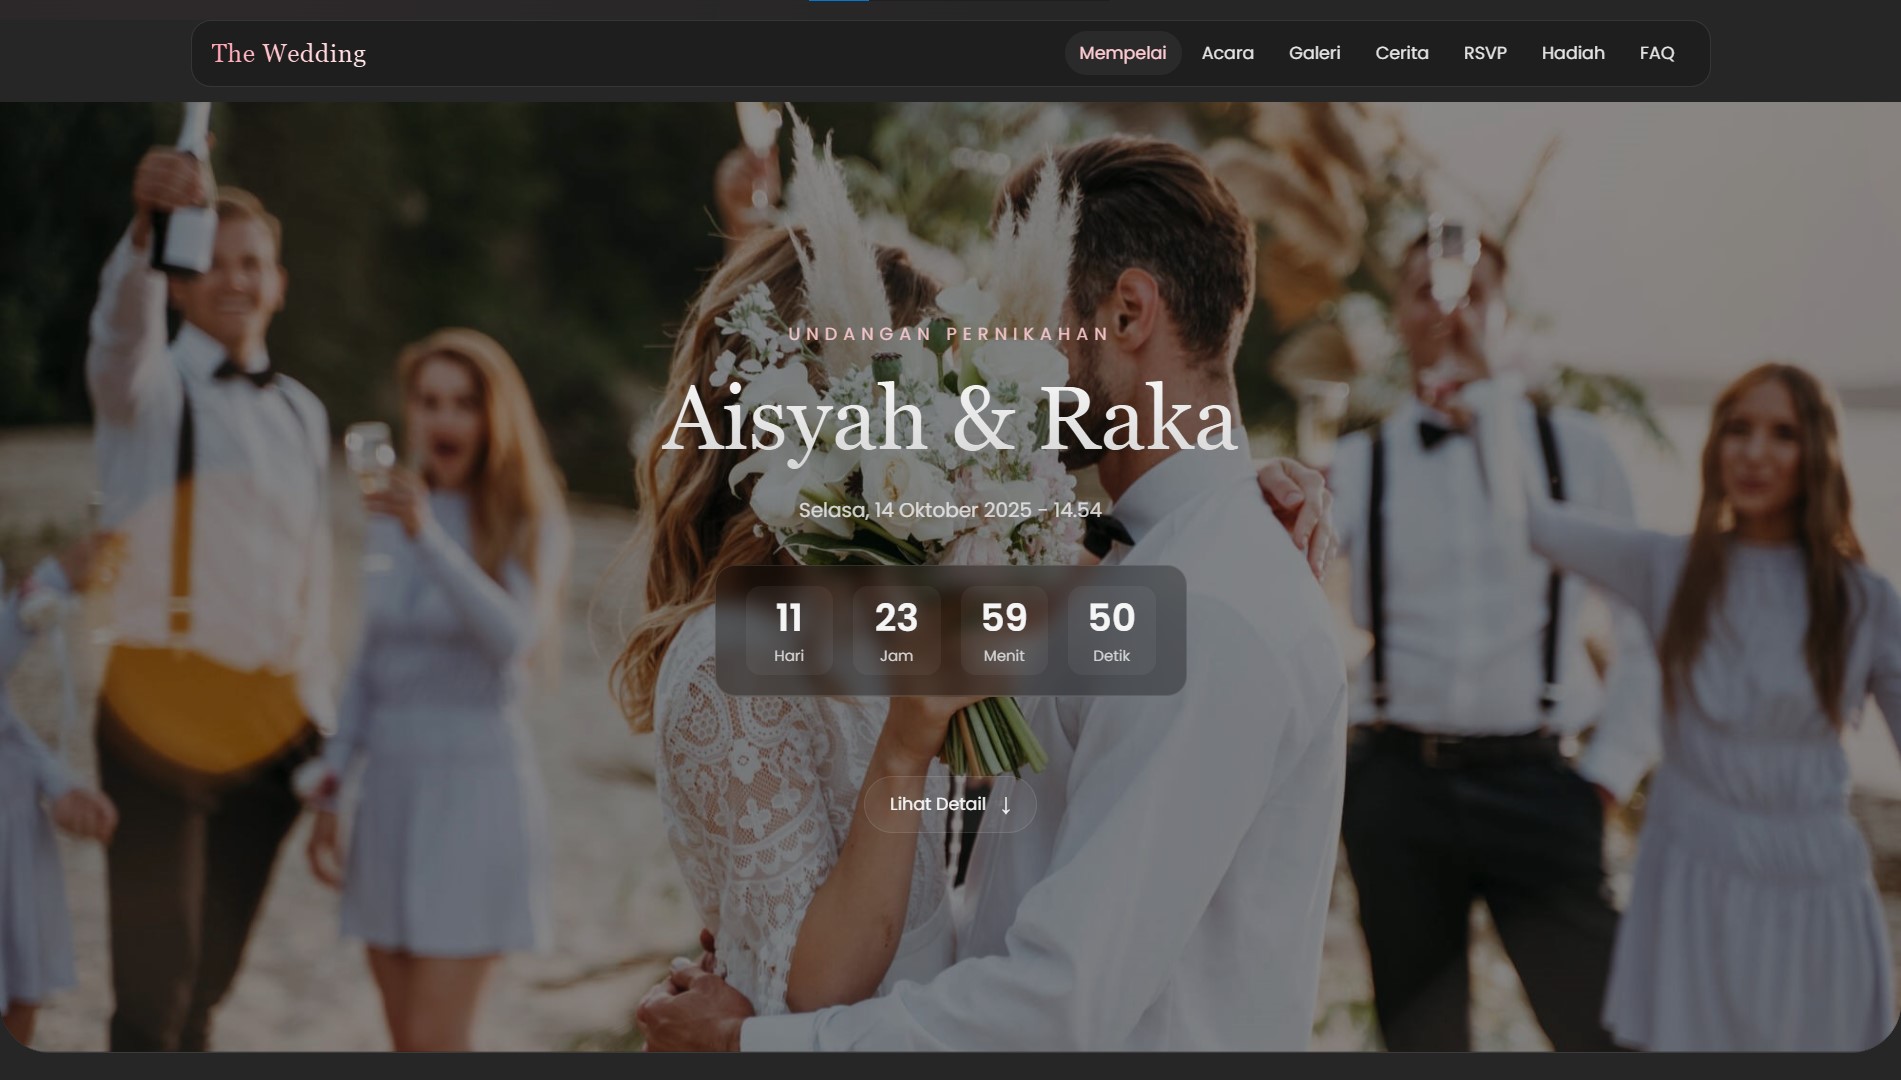 The Wedding
Mempelai Acara Galeri Cerita RSVP Hadiah FAQ
UNDANGAN PERNIKAHAN
Aisyah & Raka
Selasa, 14 Oktober 2025 - 14.54
11 23 59 50
Hari Jam Menit Detik
Lihat Detail ↓